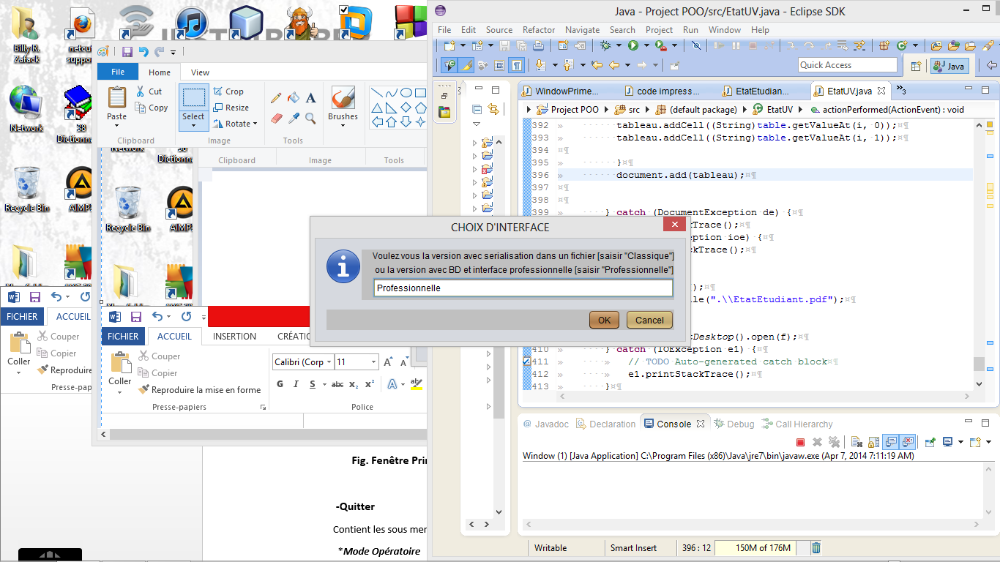 Billy R.
Zafack
netcu
suppo
Network
38
Dictionn
Recycle Bin
AIMP
File
Home
View
Paste
Cut
Copy
Select
Crop
Resize
Rotate
Brushes
Clipboard
Image
Tools
Network
38
Dictionn
Clipboard
Image
Tools
Recycle Bin
AIMP
FICHIER
ACCUEIL
Coller
Couper
Copier
Reproduire
Presse-papiers
FICHIER
ACCUEIL
INSERTION
CRÉATIO
Coller
Couper
Copier
Reproduire la mise en forme
Presse-papiers
Calibri (Corp
11
G I S abc x₂ x²
Police
Fig. Fenêtre Prin
-Quitter
Contient les sous men
*Mode Opératoire
Java - Project POO/src/EtatUV.java - Eclipse SDK
File Edit Source Refactor Navigate Search Project Run Window Help
Quick Access
Java
WindowPrime...
code impress...
EtatEtudian...
EtatUV.java
»3
Project POO
src
(default package)
EtatUV
actionPerformed(ActionEvent) : void
392 tableau.addCell((String)table.getValueAt(i, 0));
393 tableau.addCell((String)table.getValueAt(i, 1));
394
395 }
396 document.add(tableau);
397
398
399 } catch (DocumentException de) {
kTrace();
eption ioe) {
ckTrace();
);
le(".\\EtatEtudiant.pdf");
Desktop().open(f);
410 } catch (IOException e1) {
411 // TODO Auto-generated catch block
412 e1.printStackTrace();
413 }
CHOIX D'INTERFACE
Voulez vous la version avec serialisation dans un fichier [saisir "Classique"]
ou la version avec BD et interface professionnelle [saisir "Professionnelle"]
Professionnelle
OK
Cancel
@ Javadoc
Declaration
Console
Debug
Call Hierarchy
Window (1) [Java Application] C:\Program Files (x86)\Java\jre7\bin\javaw.exe (Apr 7, 2014 7:11:19 AM)
Writable
Smart Insert
396 : 12
150M of 176M